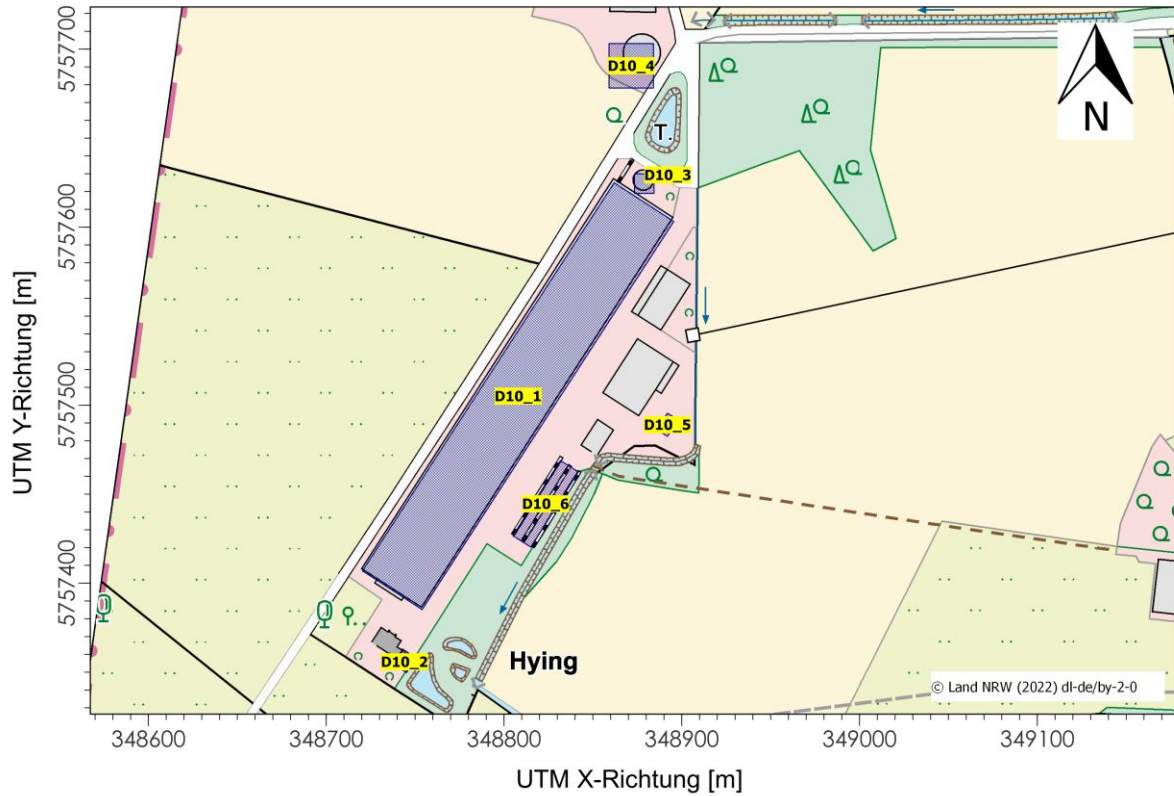 5757700
5757600
5757500
5757400
UTM Y-Richtung [m]
D10_4
T.
D10_3
D10_1
D10_5
D10_6
D10_2
Hying
N
© Land NRW (2022) dl-de/by-2-0
348600
348700
348800
348900
349000
349100
UTM X-Richtung [m]